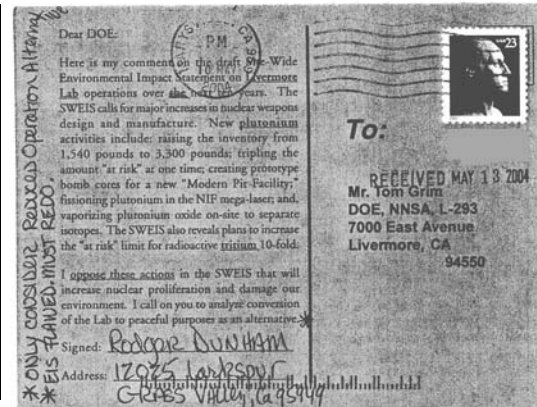 Dear DOE:
Here is my comment on the draft Site-Wide
Environmental Impact Statement on Livermore
Lab operations over the next ten years. The
SWEIS calls for major increases in nuclear weapons
design and manufacture. New plutonium
activities include: raising the inventory from
1,540 pounds to 3,300 pounds; tripling the
amount "at risk" at one time; creating prototype
bomb cores for a new "Modern Pit Facility;"
fissioning plutonium in the NIF mega-laser; and,
vaporizing plutonium oxide on-site to separate
isotopes. The SWEIS also reveals plans to increase
the "at risk" limit for radioactive tritium 10-fold.
I oppose these actions in the SWEIS that will
increase nuclear proliferation and damage our
environment. I call on you to analyze conversion
of the Lab to peaceful purposes as an alternative.*
Signed: Rodger DUNHAM
Address: 12935 Larkspur
GRASS VAlley, Ca 95949
* ONLY CONSIDER Reduced Operation Alternative
* EIS FLAWED. MUST REDO.
CA
PM
10 MAY
2004
23
To:
RECEIVED MAY 13 2004
Mr. Tom Grim
DOE, NNSA, L-293
7000 East Avenue
Livermore, CA
94550